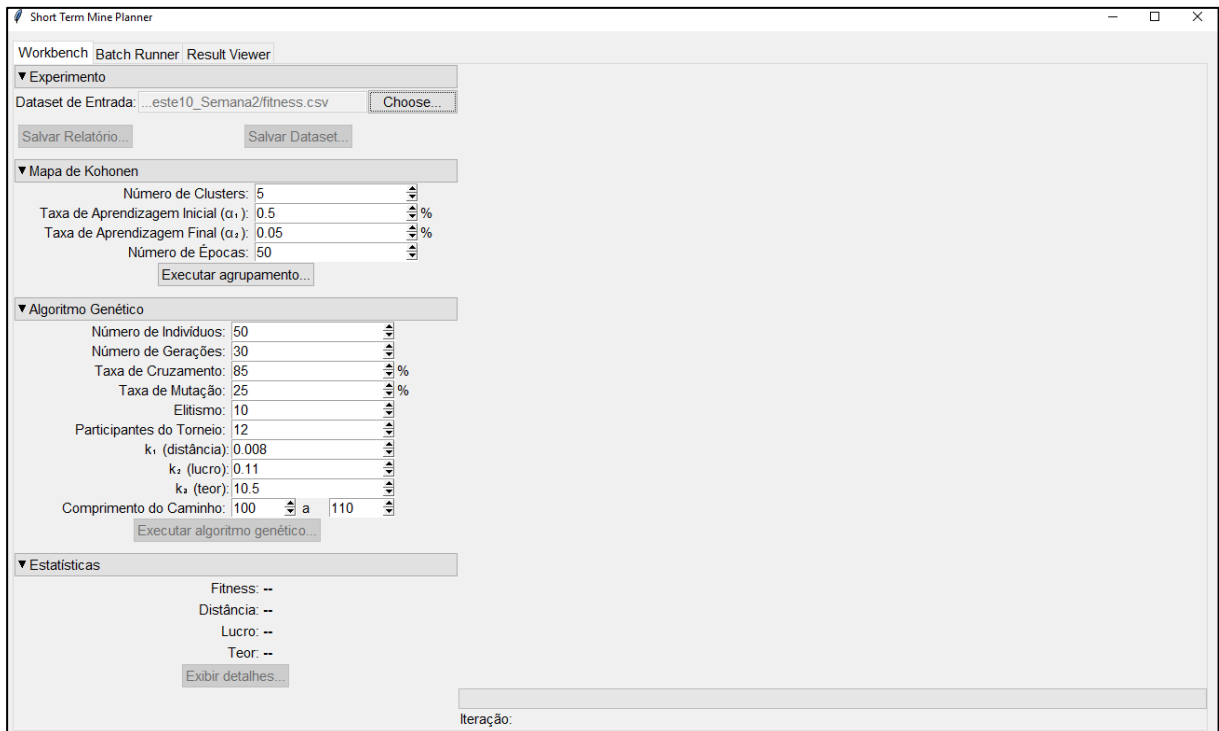 Short Term Mine Planner
Workbench Batch Runner Result Viewer
▼ Experimento
Dataset de Entrada: ...este10_Semana2/fitness.csv Choose...
Salvar Relatório... Salvar Dataset...
▼ Mapa de Kohonen
Número de Clusters: 5
Taxa de Aprendizagem Inicial (α₁): 0.5 %
Taxa de Aprendizagem Final (α₂): 0.05 %
Número de Épocas: 50
Executar agrupamento...
▼ Algoritmo Genético
Número de Indivíduos: 50
Número de Gerações: 30
Taxa de Cruzamento: 85 %
Taxa de Mutação: 25 %
Elitismo: 10
Participantes do Torneio: 12
k₁ (distância): 0.008
k₂ (lucro): 0.11
k₃ (teor): 10.5
Comprimento do Caminho: 100 a 110
Executar algoritmo genético...
▼ Estatísticas
Fitness: --
Distância: --
Lucro: --
Teor: --
Exibir detalhes...
Iteração: